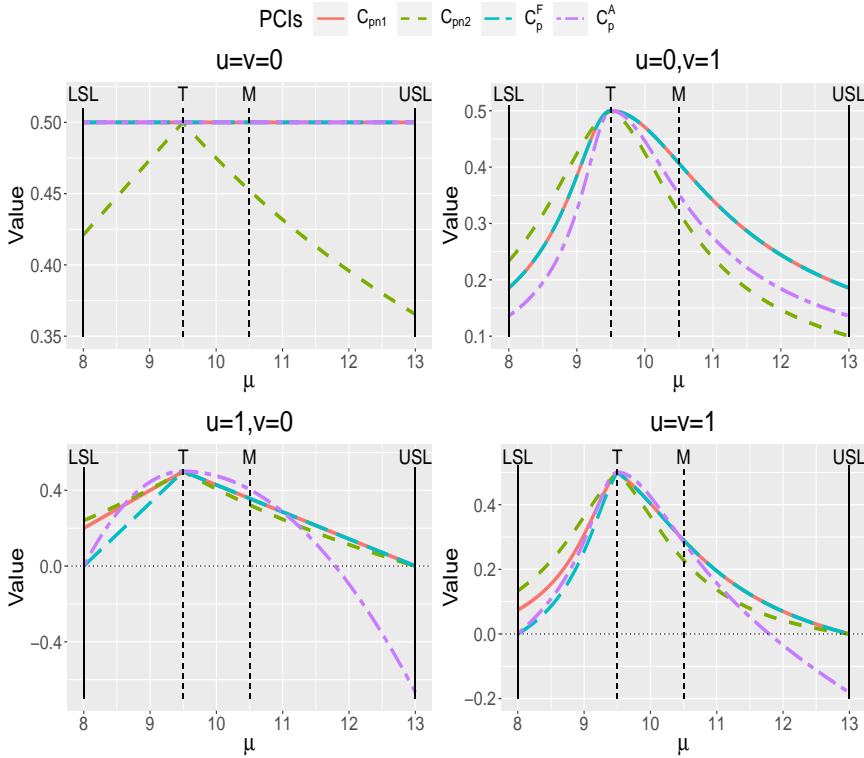 PCIs C_pn1 C_pn2 C_p^F C_p^A
u=v=0
LSL T M USL
0.50
0.45
0.40
0.35
Value
8 9 10 11 12 13
μ
u=0,v=1
LSL T M USL
0.5
0.4
0.3
0.2
0.1
Value
8 9 10 11 12 13
μ
u=1,v=0
LSL T M USL
0.4
0.0
−0.4
Value
8 9 10 11 12 13
μ
u=v=1
LSL T M USL
0.4
0.2
0.0
−0.2
Value
8 9 10 11 12 13
μ